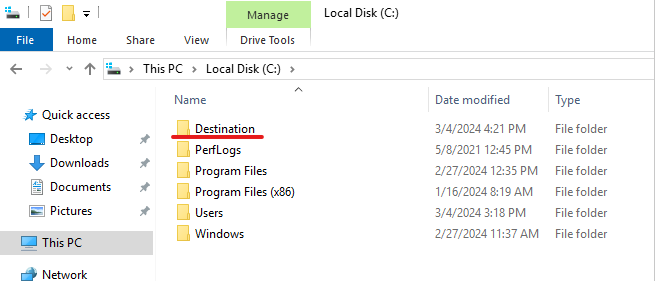 Manage
Local Disk (C:)
File Home Share View Drive Tools
This PC > Local Disk (C:) >
Name Date modified Type
Quick access
Desktop
Downloads
Documents
Pictures
This PC
Network
Destination 3/4/2024 4:21 PM File folder
PerfLogs 5/8/2021 12:45 PM File folder
Program Files 2/27/2024 12:35 PM File folder
Program Files (x86) 1/16/2024 8:19 AM File folder
Users 3/4/2024 3:18 PM File folder
Windows 2/27/2024 11:37 AM File folder